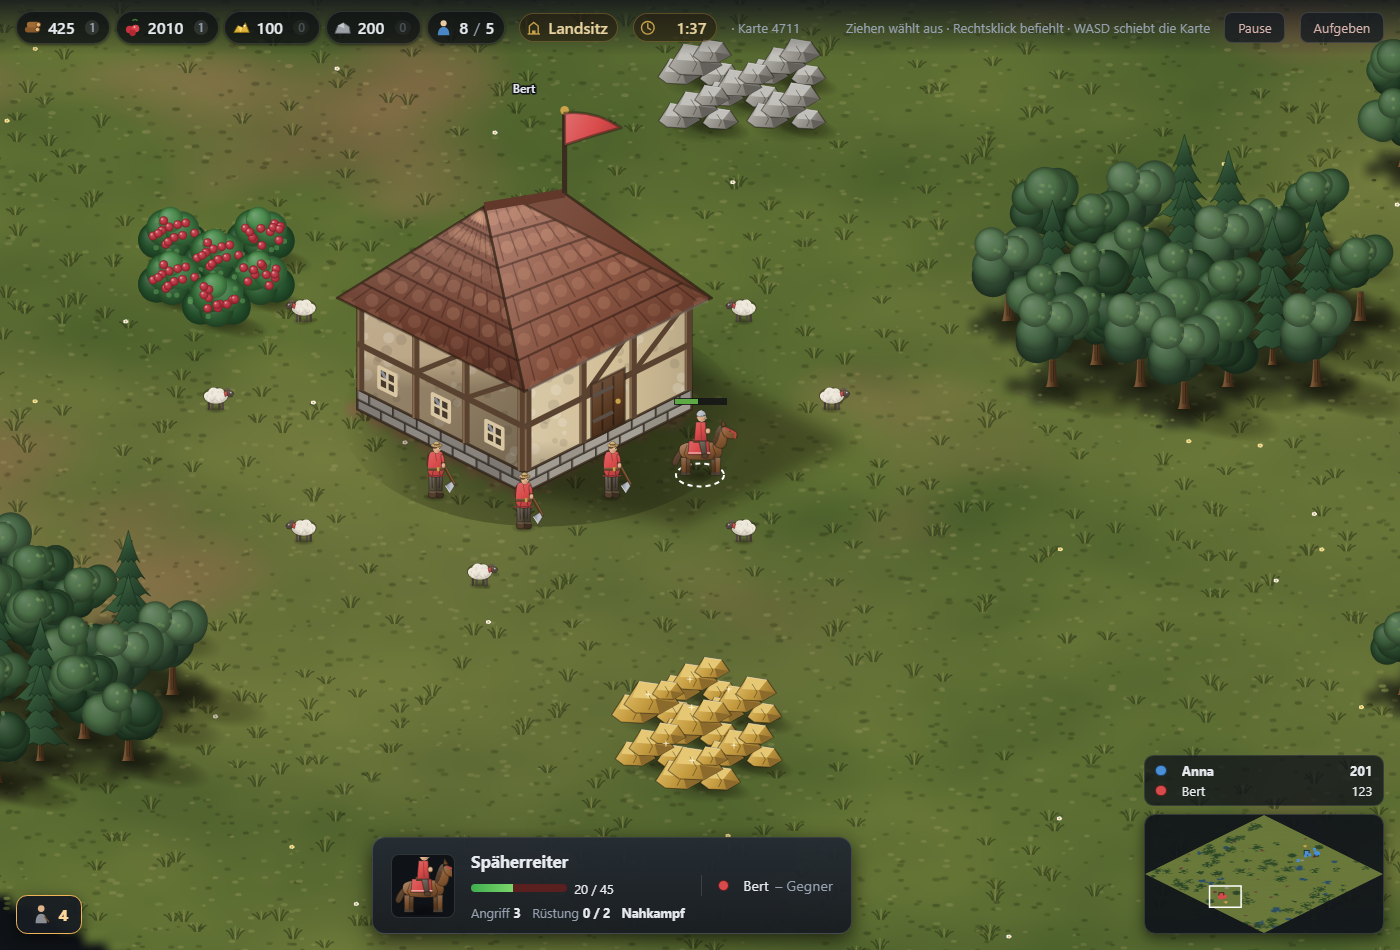 425 1 2010 1 100 0 200 0 8 / 5 Landsitz 1:37 · Karte 4711 Ziehen wählt aus · Rechtsklick befiehlt · WASD schiebt die Karte Pause Aufgeben
Bert
Anna 201
Bert 123
Späherreiter
20 / 45
Bert – Gegner
Angriff 3 Rüstung 0 / 2 Nahkampf
4